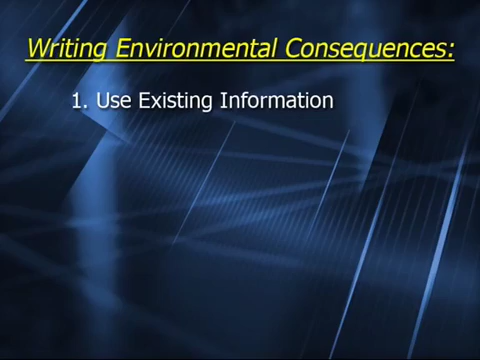 Writing Environmental Consequences:
1. Use Existing Information